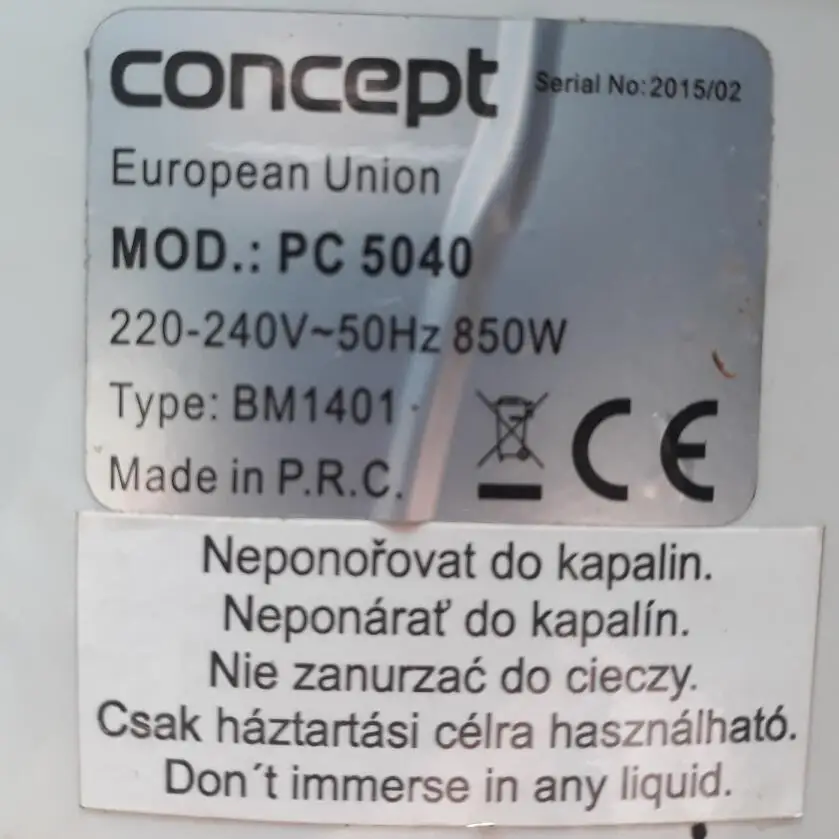 concept Serial No:2015/02
European Union
MOD.: PC 5040
220-240V~50Hz 850W
Type: BM1401
Made in P.R.C. CE
Neponořovat do kapalin.
Neponárať do kapalín.
Nie zanurzać do cieczy.
Csak háztartási célra használható.
Don´t immerse in any liquid.